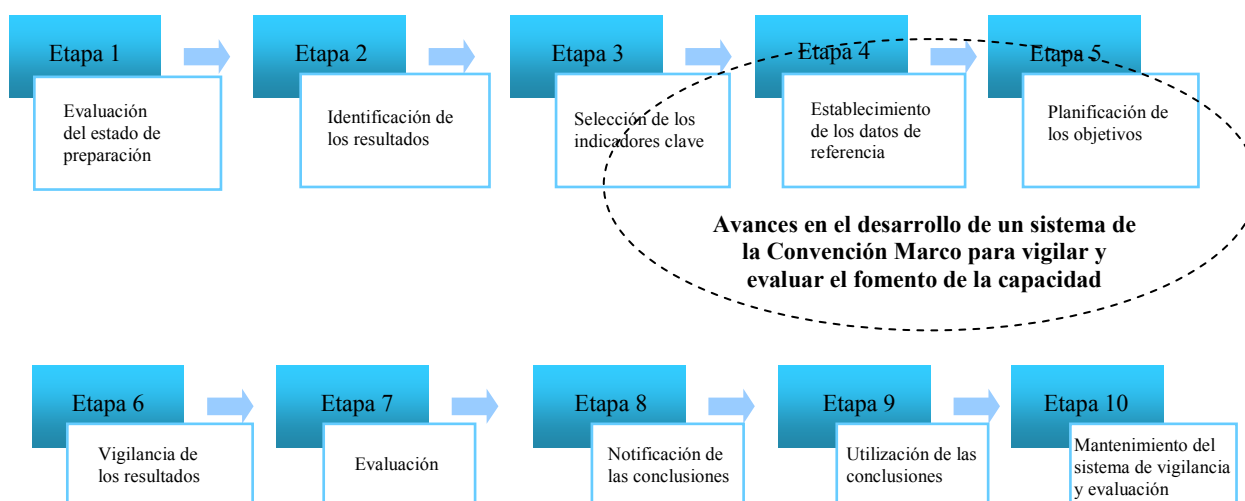 Etapa 1
Evaluación
del estado de
preparación
Etapa 2
Identificación de
los resultados
Etapa 3
Selección de los
indicadores clave
Etapa 4
Establecimiento
de los datos de
referencia
Etapa 5
Planificación de
los objetivos
Avances en el desarrollo de un sistema de
la Convención Marco para vigilar y
evaluar el fomento de la capacidad
Etapa 6
Vigilancia de
los resultados
Etapa 7
Evaluación
Etapa 8
Notificación de
las conclusiones
Etapa 9
Utilización de las
conclusiones
Etapa 10
Mantenimiento del
sistema de vigilancia
y evaluación